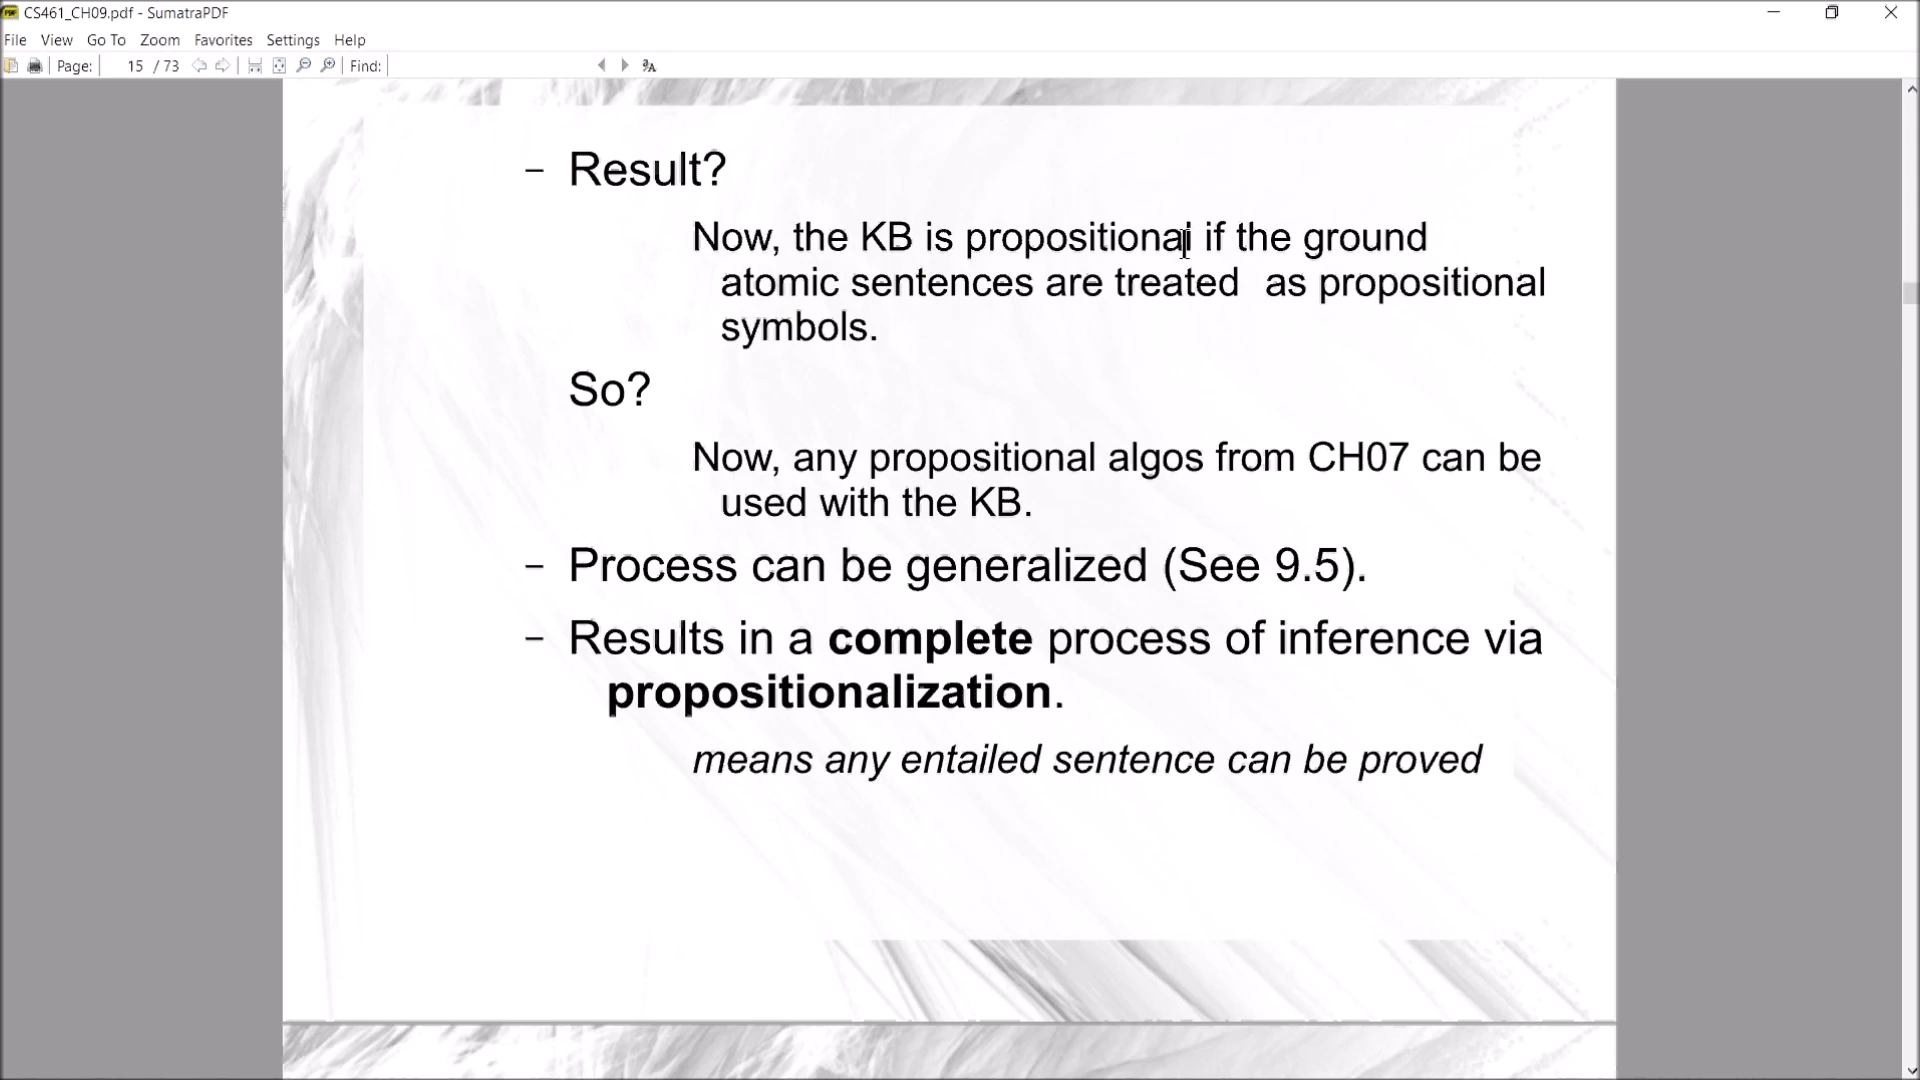 CS461_CH09.pdf - SumatraPDF
File View Go To Zoom Favorites Settings Help
Page: 15 / 73 Find:
- Result?
Now, the KB is propositional if the ground
atomic sentences are treated as propositional
symbols.
So?
Now, any propositional algos from CH07 can be
used with the KB.
- Process can be generalized (See 9.5).
- Results in a complete process of inference via
propositionalization.
means any entailed sentence can be proved